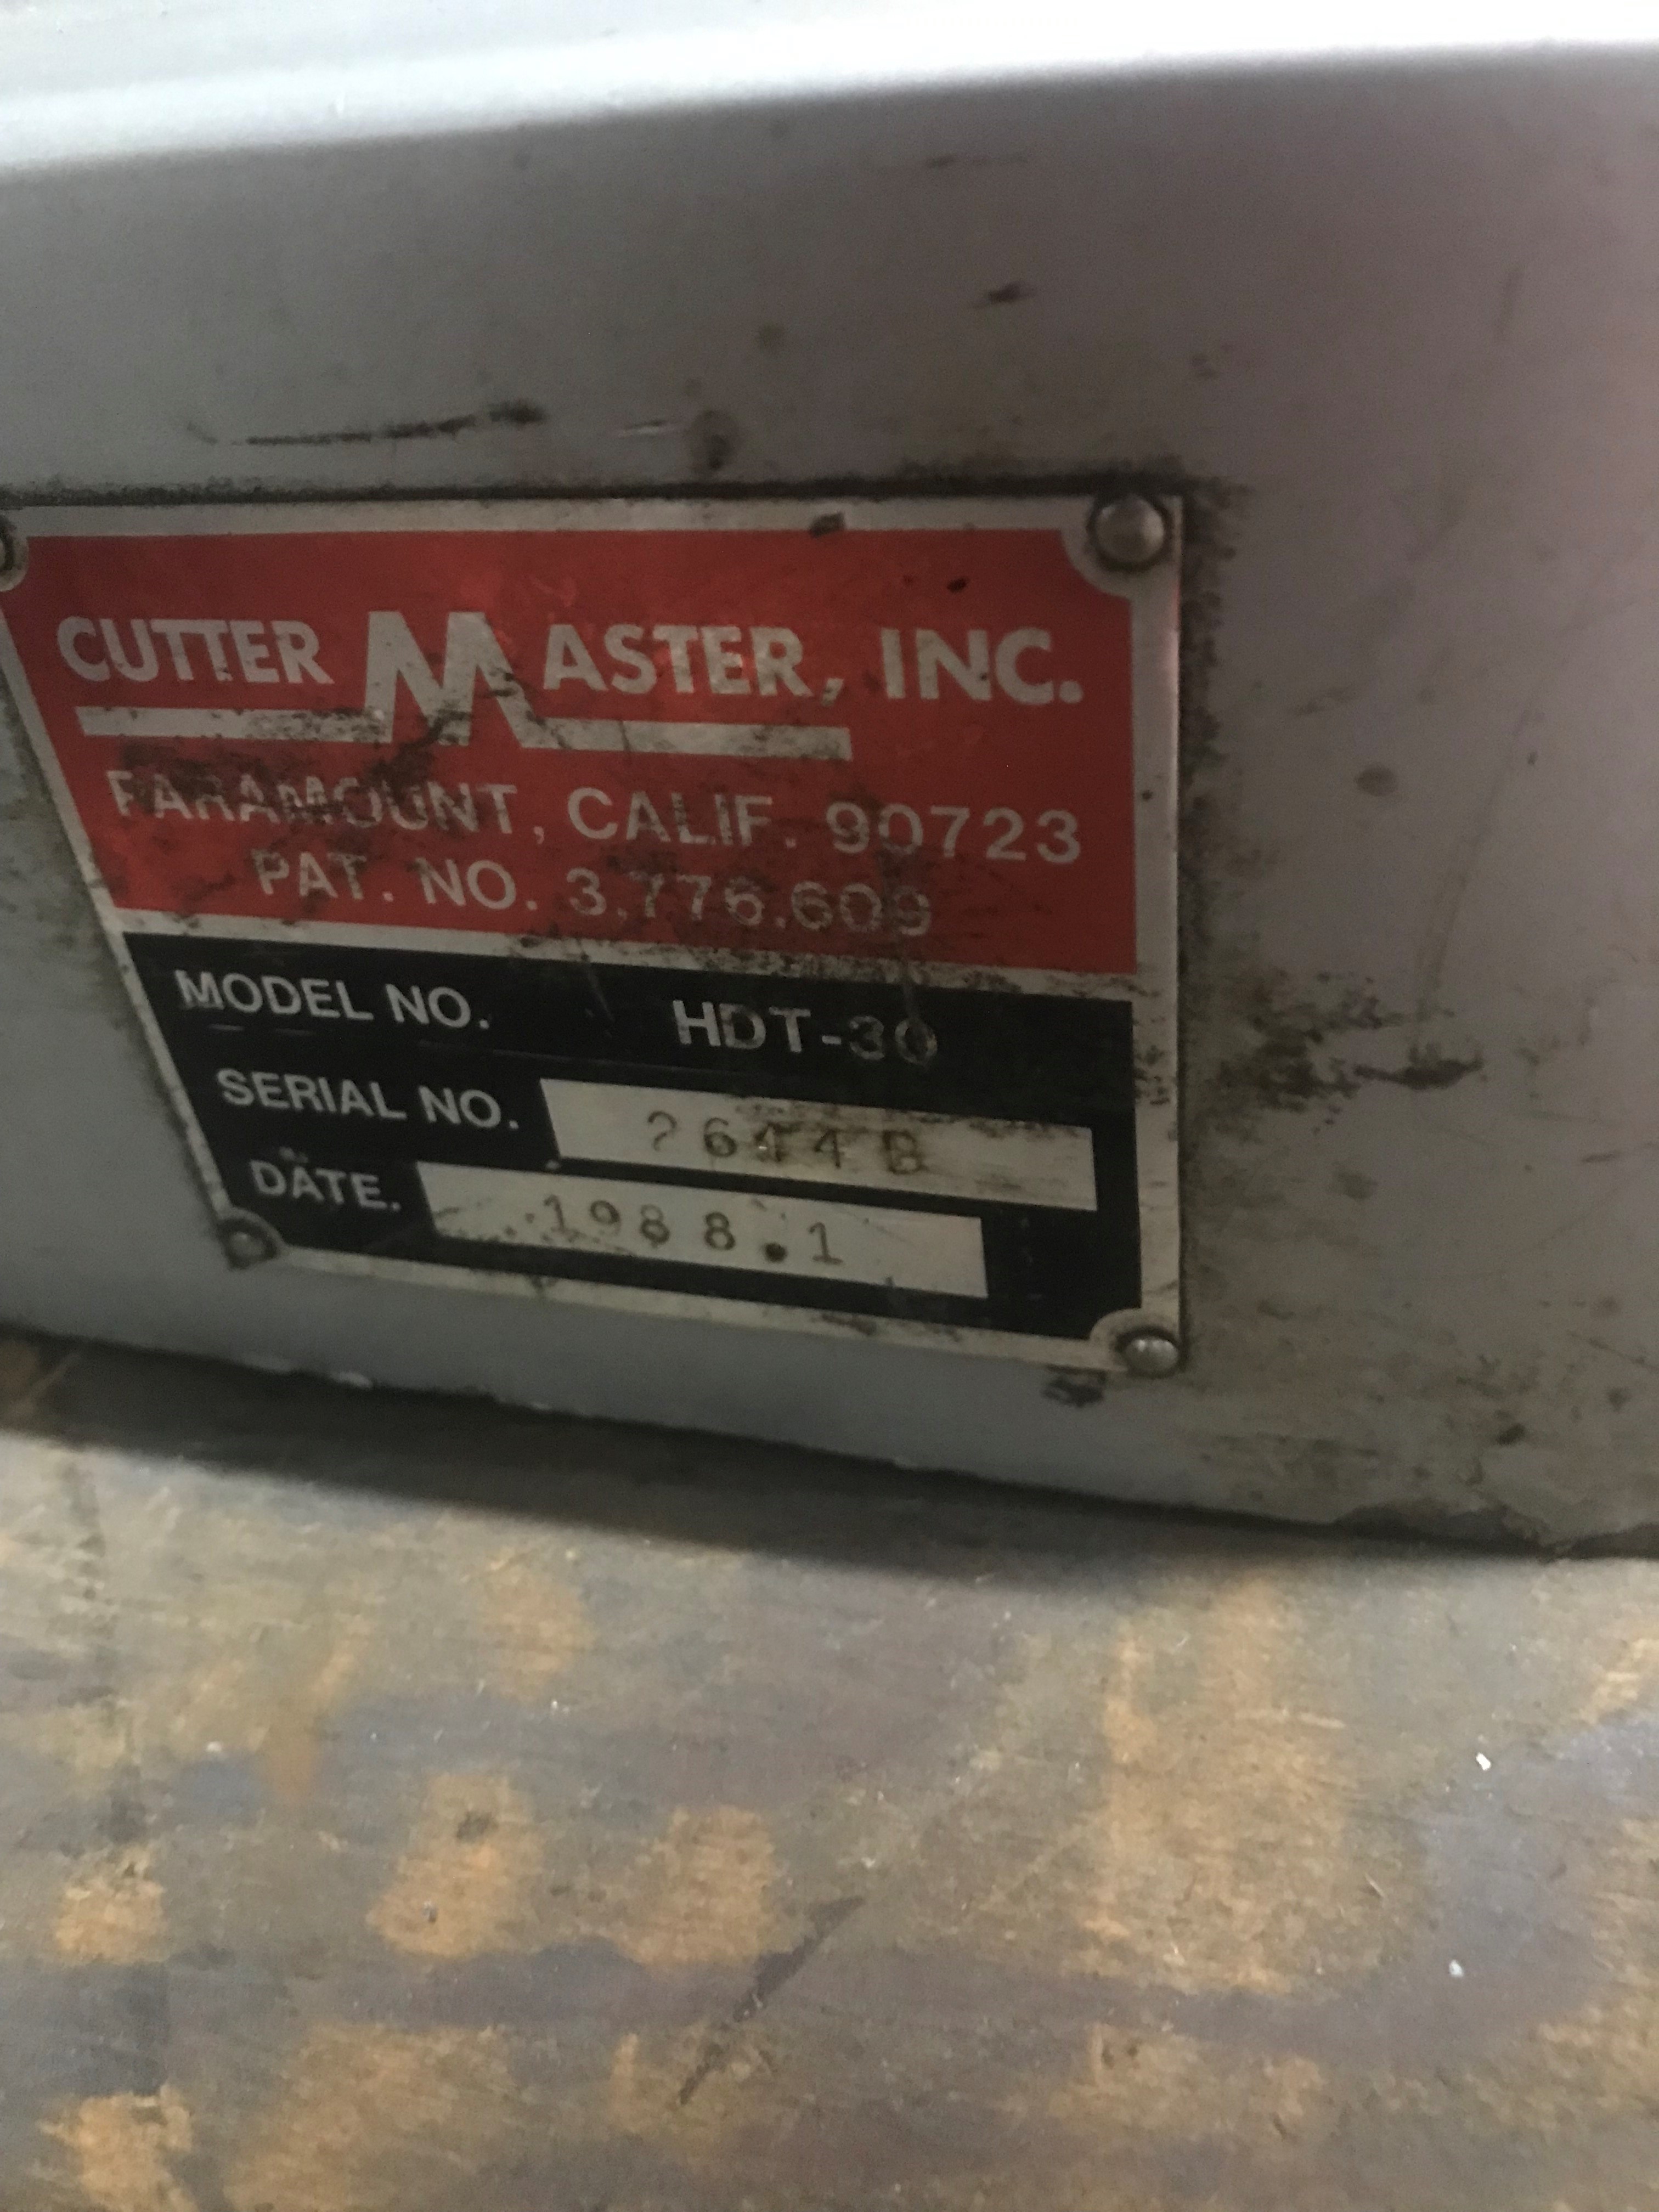 CUTTER MASTER, INC.
PARAMOUNT, CALIF. 90723
PAT. NO. 3,776.609
MODEL NO. HDT-30
SERIAL NO.
DATE. 1988.1